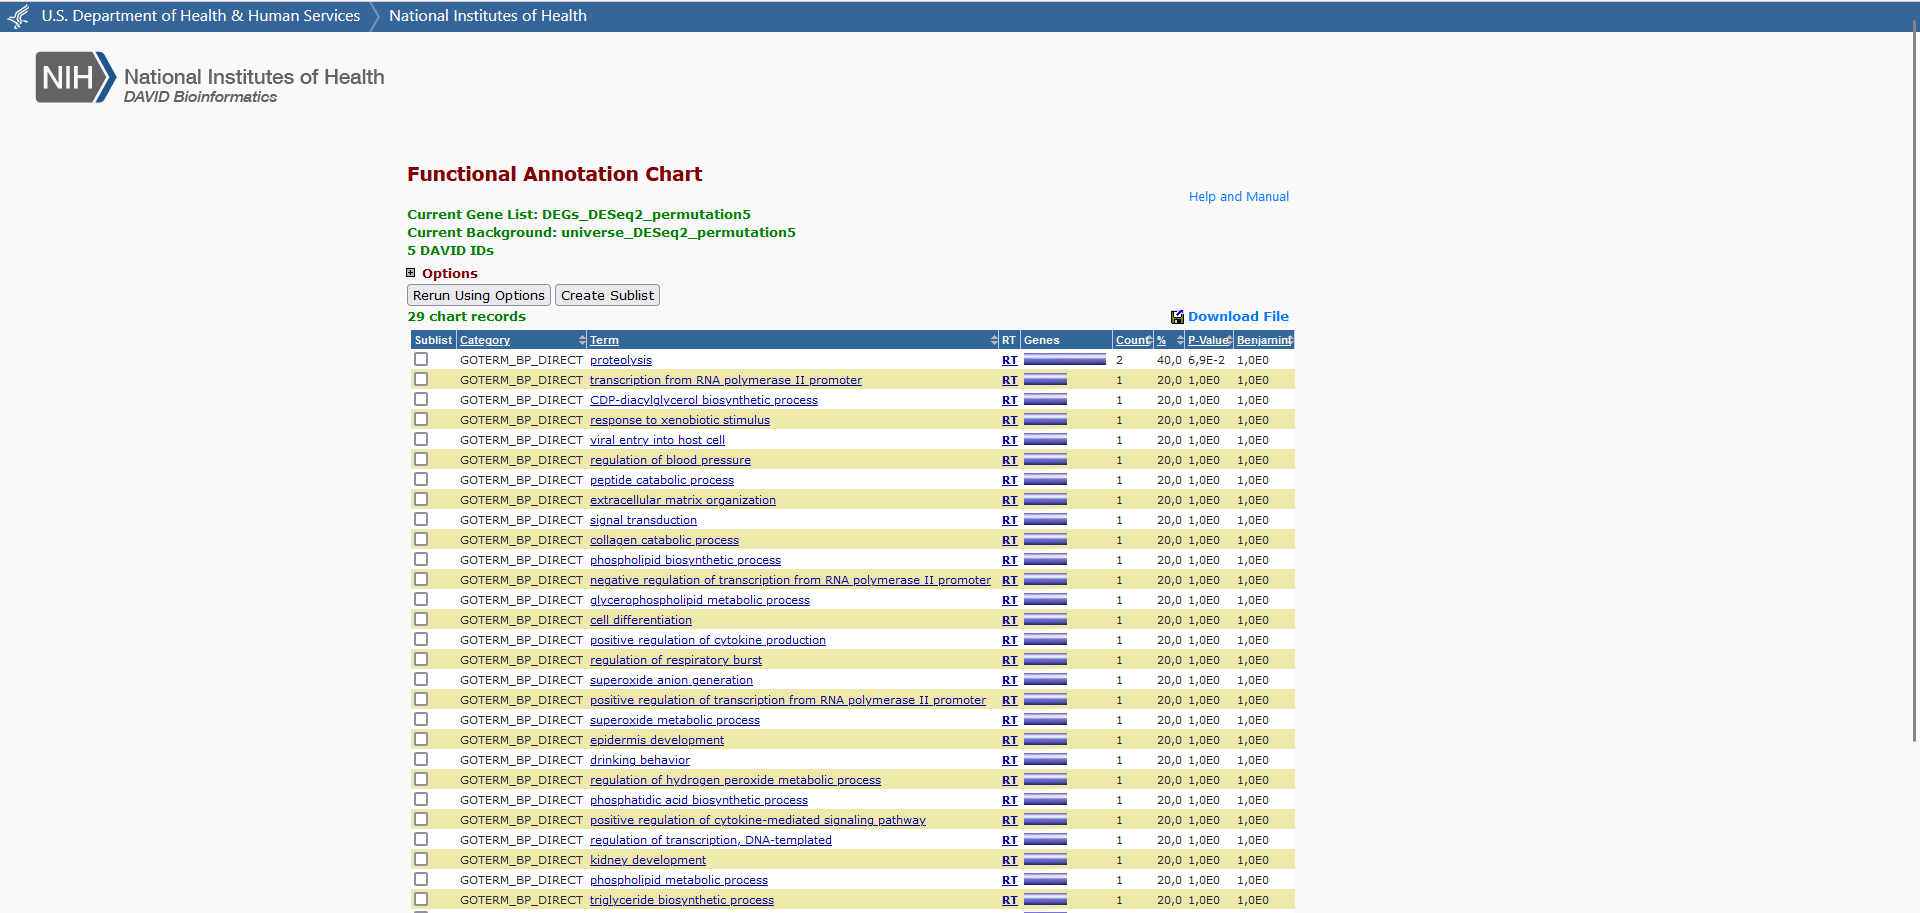 U.S. Department of Health & Human Services National Institutes of Health
NIH National Institutes of Health
DAVID Bioinformatics
Functional Annotation Chart
Help and Manual
Current Gene List: DEGs_DESeq2_permutation5
Current Background: universe_DESeq2_permutation5
5 DAVID IDs
Options
Rerun Using Options Create Sublist
29 chart records Download File
Sublist Category Term RT Genes Count % P-Value Benjamini
GOTERM_BP_DIRECT proteolysis RT 2 40,0 6,9E-2 1,0E0
GOTERM_BP_DIRECT transcription from RNA polymerase II promoter RT 1 20,0 1,0E0 1,0E0
GOTERM_BP_DIRECT CDP-diacylglycerol biosynthetic process RT 1 20,0 1,0E0 1,0E0
GOTERM_BP_DIRECT response to xenobiotic stimulus RT 1 20,0 1,0E0 1,0E0
GOTERM_BP_DIRECT viral entry into host cell RT 1 20,0 1,0E0 1,0E0
GOTERM_BP_DIRECT regulation of blood pressure RT 1 20,0 1,0E0 1,0E0
GOTERM_BP_DIRECT peptide catabolic process RT 1 20,0 1,0E0 1,0E0
GOTERM_BP_DIRECT extracellular matrix organization RT 1 20,0 1,0E0 1,0E0
GOTERM_BP_DIRECT signal transduction RT 1 20,0 1,0E0 1,0E0
GOTERM_BP_DIRECT collagen catabolic process RT 1 20,0 1,0E0 1,0E0
GOTERM_BP_DIRECT phospholipid biosynthetic process RT 1 20,0 1,0E0 1,0E0
GOTERM_BP_DIRECT negative regulation of transcription from RNA polymerase II promoter RT 1 20,0 1,0E0 1,0E0
GOTERM_BP_DIRECT glycerophospholipid metabolic process RT 1 20,0 1,0E0 1,0E0
GOTERM_BP_DIRECT cell differentiation RT 1 20,0 1,0E0 1,0E0
GOTERM_BP_DIRECT positive regulation of cytokine production RT 1 20,0 1,0E0 1,0E0
GOTERM_BP_DIRECT regulation of respiratory burst RT 1 20,0 1,0E0 1,0E0
GOTERM_BP_DIRECT superoxide anion generation RT 1 20,0 1,0E0 1,0E0
GOTERM_BP_DIRECT positive regulation of transcription from RNA polymerase II promoter RT 1 20,0 1,0E0 1,0E0
GOTERM_BP_DIRECT superoxide metabolic process RT 1 20,0 1,0E0 1,0E0
GOTERM_BP_DIRECT epidermis development RT 1 20,0 1,0E0 1,0E0
GOTERM_BP_DIRECT drinking behavior RT 1 20,0 1,0E0 1,0E0
GOTERM_BP_DIRECT regulation of hydrogen peroxide metabolic process RT 1 20,0 1,0E0 1,0E0
GOTERM_BP_DIRECT phosphatidic acid biosynthetic process RT 1 20,0 1,0E0 1,0E0
GOTERM_BP_DIRECT positive regulation of cytokine-mediated signaling pathway RT 1 20,0 1,0E0 1,0E0
GOTERM_BP_DIRECT regulation of transcription, DNA-templated RT 1 20,0 1,0E0 1,0E0
GOTERM_BP_DIRECT kidney development RT 1 20,0 1,0E0 1,0E0
GOTERM_BP_DIRECT phospholipid metabolic process RT 1 20,0 1,0E0 1,0E0
GOTERM_BP_DIRECT triglyceride biosynthetic process RT 1 20,0 1,0E0 1,0E0